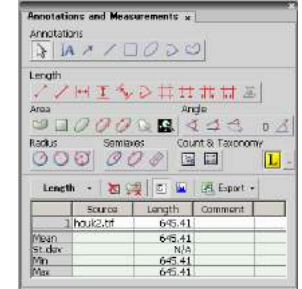 Annotations and Measurements x
Annotations
A
Length
Area Angle
Radius Semiaxes Count & Taxonomy
L
Length Export
Source Length Comment
1 hauk2.tif 645.41
Mean 645.41
St.dev N/A
Min 645.41
Max 645.41